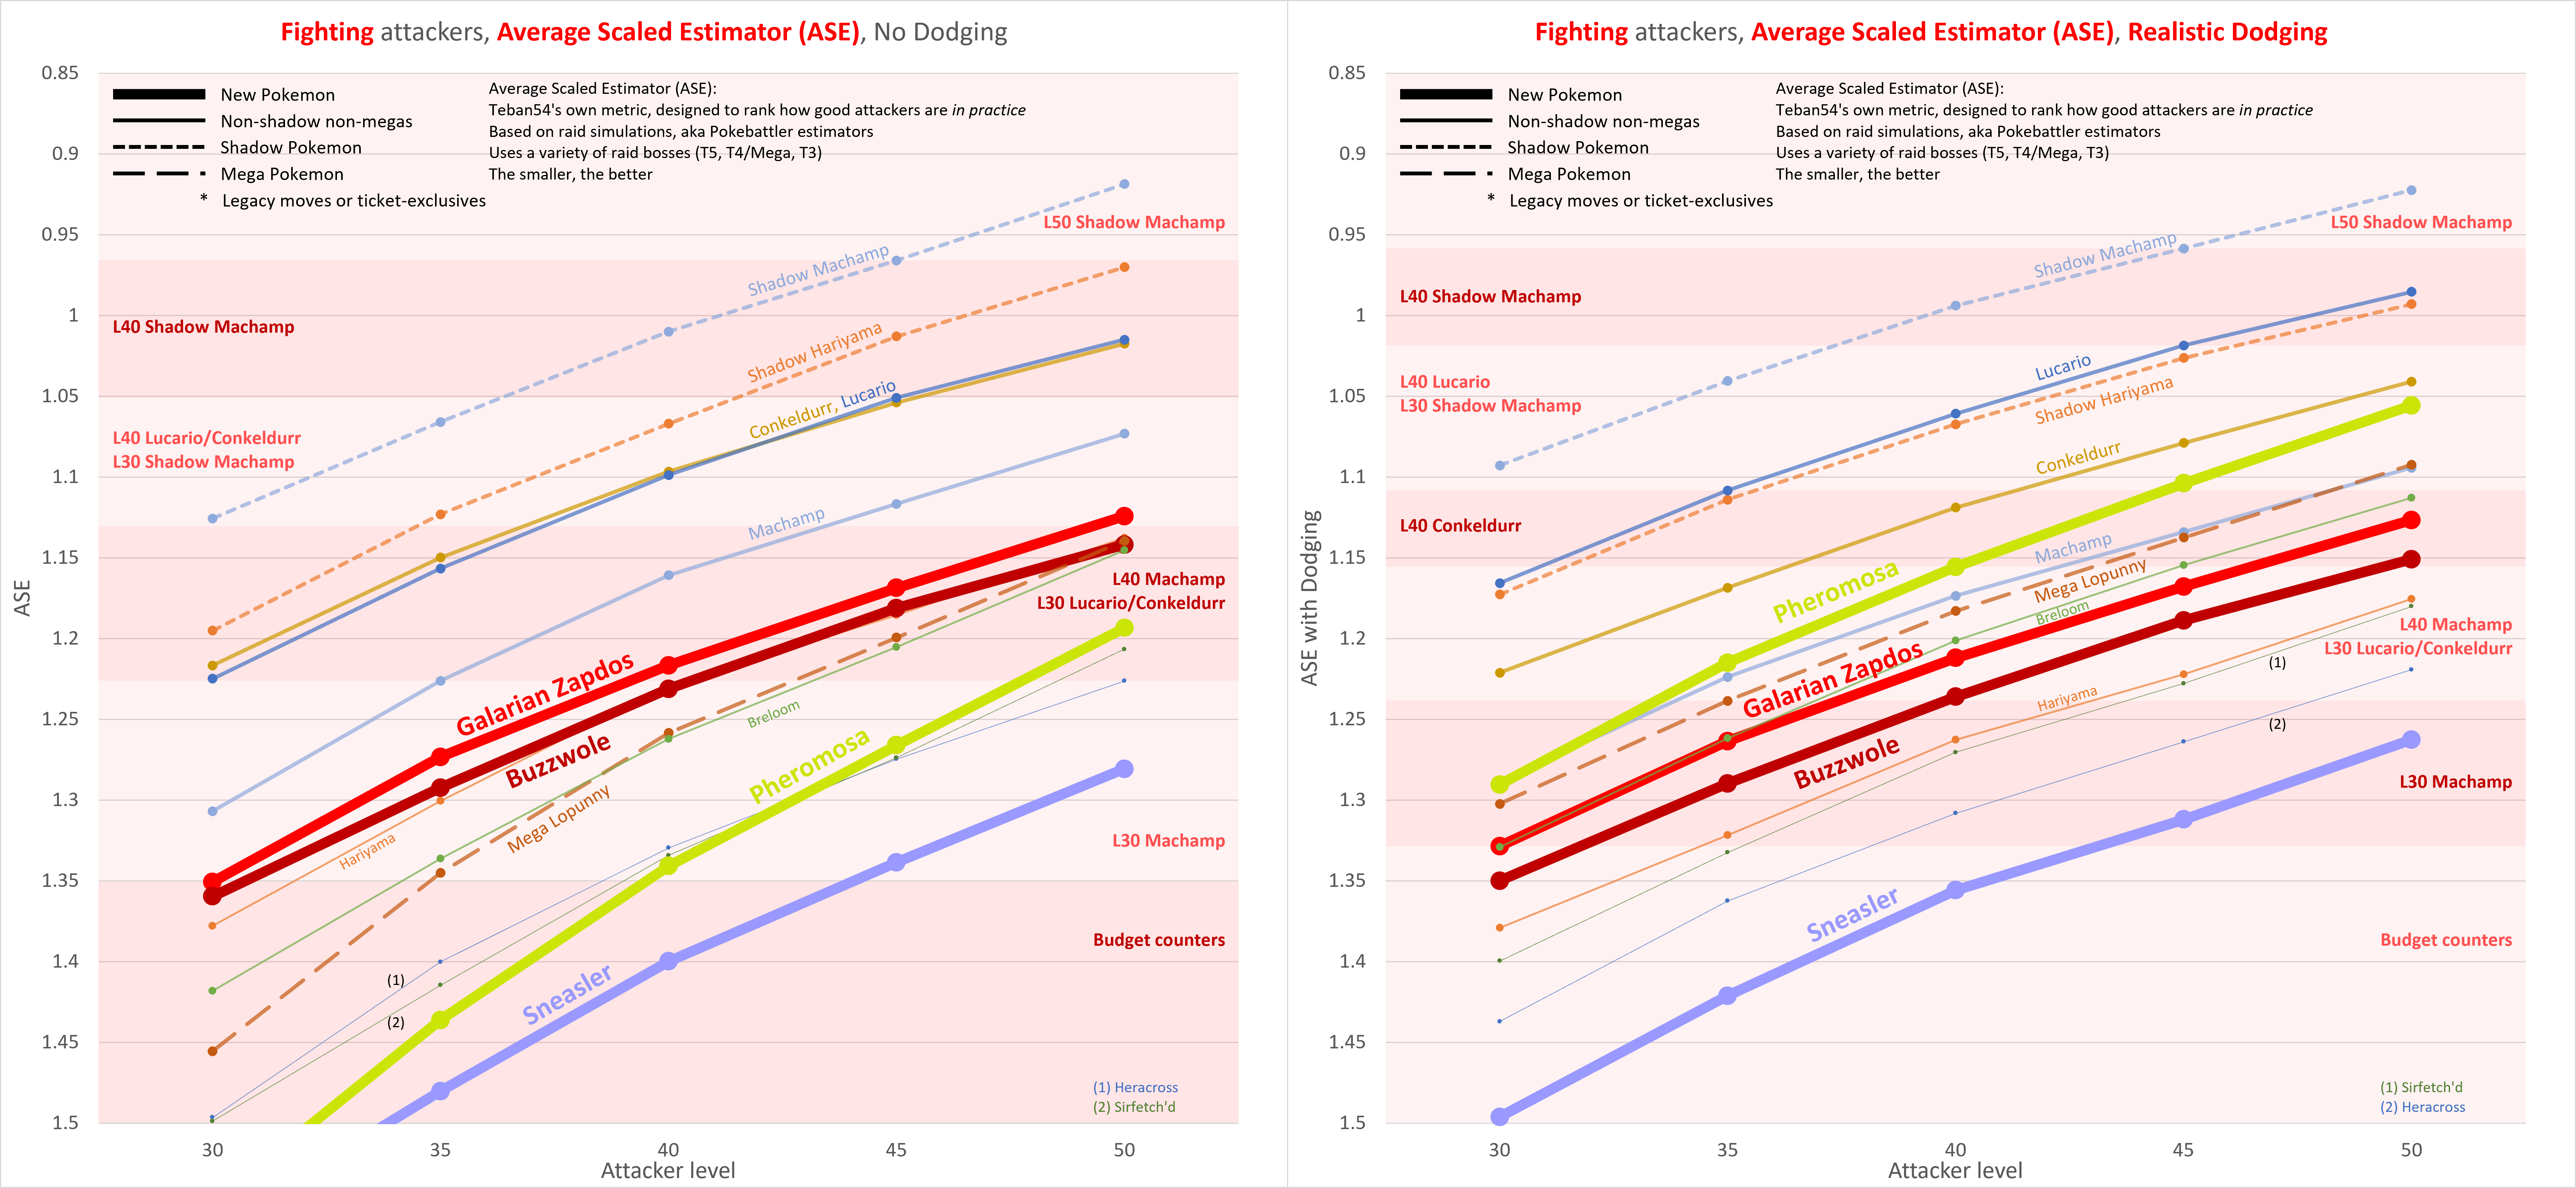 Fighting attackers, Average Scaled Estimator (ASE), No Dodging
0.85
0.9
0.95
1
1.05
1.1
1.15
1.2
1.25
1.3
1.35
1.4
1.45
1.5
ASE
New Pokemon
Non-shadow non-megas
Shadow Pokemon
Mega Pokemon
* Legacy moves or ticket-exclusives
Average Scaled Estimator (ASE):
Teban54's own metric, designed to rank how good attackers are in practice
Based on raid simulations, aka Pokebattler estimators
Uses a variety of raid bosses (T5, T4/Mega, T3)
The smaller, the better
L50 Shadow Machamp
Shadow Machamp
L40 Shadow Machamp
Shadow Hariyama
Conkeldurr, Lucario
L40 Lucario/Conkeldurr
L30 Shadow Machamp
Machamp
L40 Machamp
L30 Lucario/Conkeldurr
Galarian Zapdos
Buzzwole
Breloom
Pheromosa
Hariyama
Mega Lopunny
L30 Machamp
Budget counters
(1)
(2)
Sneasler
(1) Heracross
(2) Sirfetch'd
30
35
40
45
50
Attacker level
Fighting attackers, Average Scaled Estimator (ASE), Realistic Dodging
0.85
0.9
0.95
1
1.05
1.1
1.15
1.2
1.25
1.3
1.35
1.4
1.45
1.5
ASE with Dodging
New Pokemon
Non-shadow non-megas
Shadow Pokemon
Mega Pokemon
* Legacy moves or ticket-exclusives
Average Scaled Estimator (ASE):
Teban54's own metric, designed to rank how good attackers are in practice
Based on raid simulations, aka Pokebattler estimators
Uses a variety of raid bosses (T5, T4/Mega, T3)
The smaller, the better
L50 Shadow Machamp
Shadow Machamp
L40 Shadow Machamp
Lucario
L40 Lucario
L30 Shadow Machamp
Shadow Hariyama
Conkeldurr
L40 Conkeldurr
Machamp
Pheromosa
Mega Lopunny
Breloom
L40 Machamp
L30 Lucario/Conkeldurr
(1)
Galarian Zapdos
Hariyama
(2)
Buzzwole
L30 Machamp
Sneasler
Budget counters
(1) Sirfetch'd
(2) Heracross
30
35
40
45
50
Attacker level